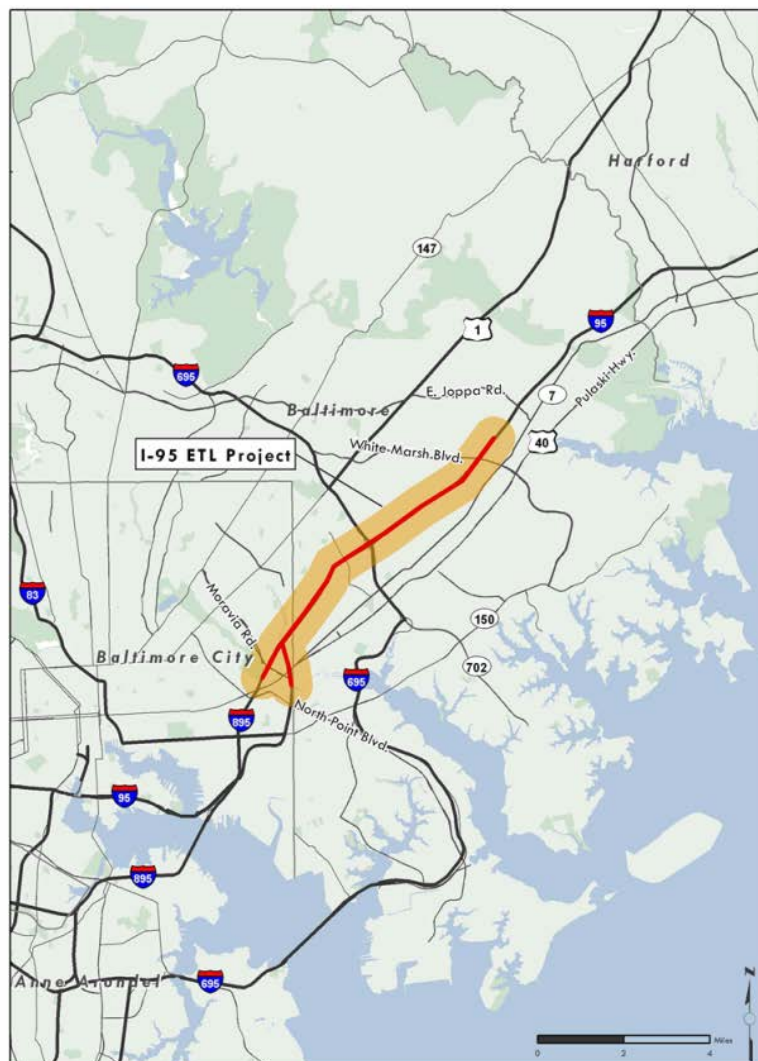 Harford
147
1
95
695
E. Joppa Rd.
7
Pulaski Hwy.
Baltimore
40
White-Marsh Blvd.
I-95 ETL Project
83
Moravia Rd.
150
Baltimore City
702
695
895
North-Point Blvd.
95
895
Anne Arundel
695
N
Miles
0
2
4